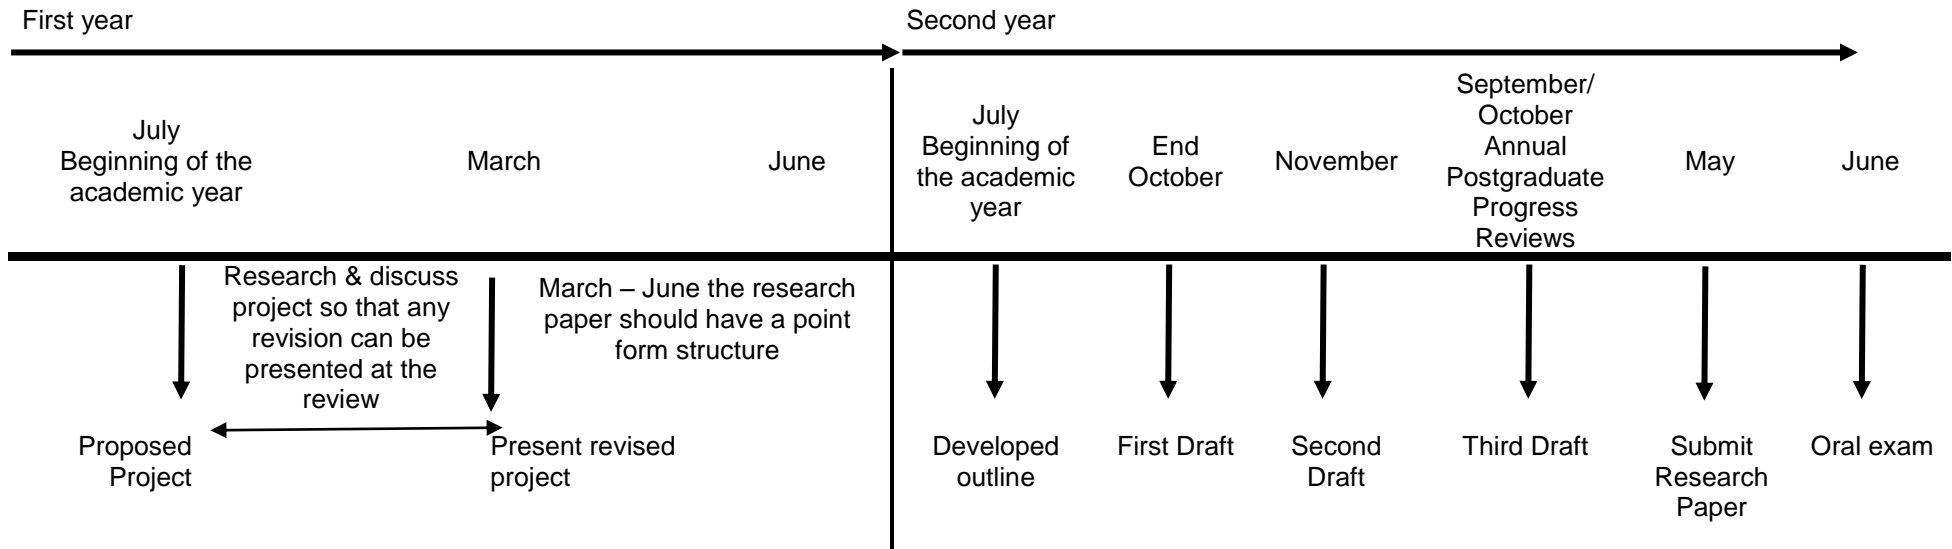 First year
Second year
July
Beginning of the
academic year
March
June
July
Beginning of
the academic
year
End
October
November
September/
October
Annual
Postgraduate
Progress
Reviews
May
June
Research & discuss
project so that any
revision can be
presented at the
review
March – June the research
paper should have a point
form structure
Proposed
Project
Present revised
project
Developed
outline
First Draft
Second
Draft
Third Draft
Submit
Research
Paper
Oral exam